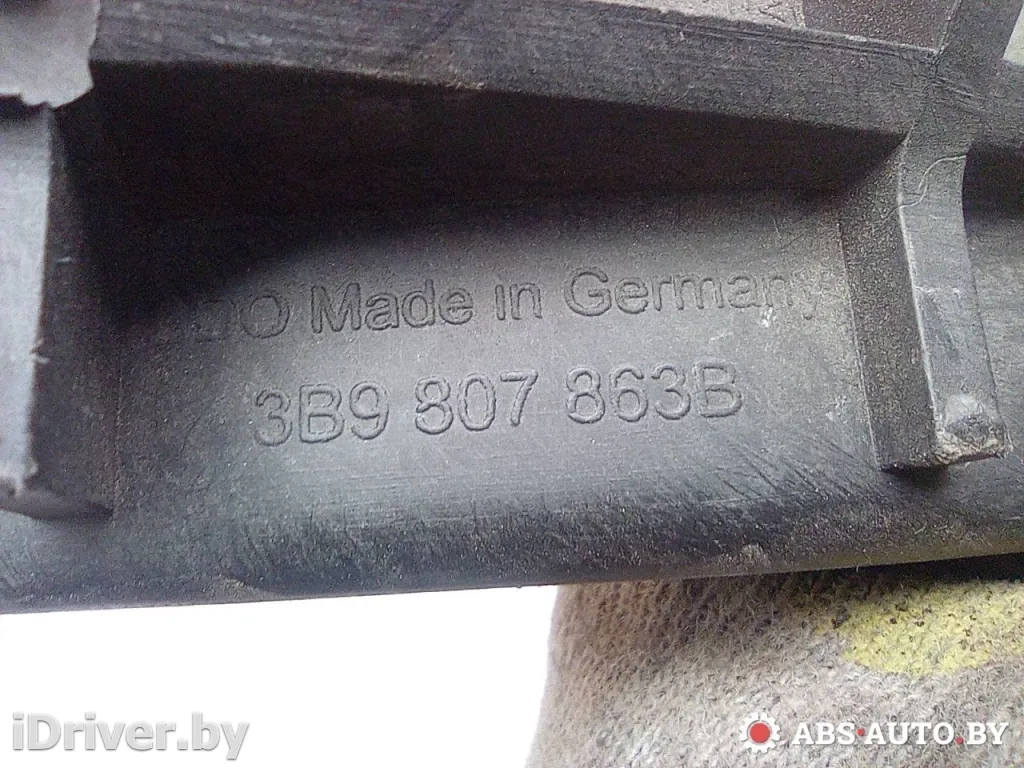 Made in Germany
3B9 807 863B
iDriver.by
ABS-AUTO.BY